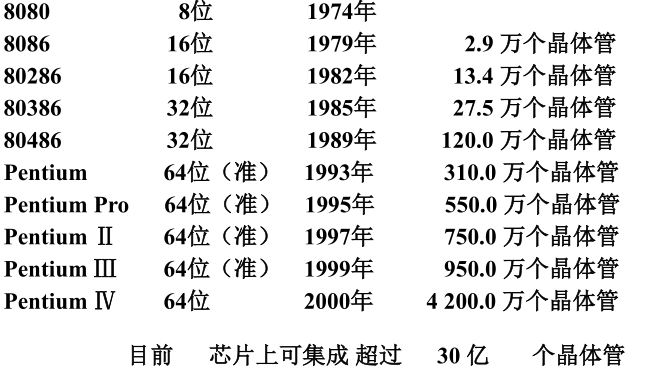 8080 8位 1974年
8086 16位 1979年 2.9 万个晶体管
80286 16位 1982年 13.4 万个晶体管
80386 32位 1985年 27.5 万个晶体管
80486 32位 1989年 120.0 万个晶体管
Pentium 64位（准） 1993年 310.0 万个晶体管
Pentium Pro 64位（准） 1995年 550.0 万个晶体管
Pentium Ⅱ 64位（准） 1997年 750.0 万个晶体管
Pentium Ⅲ 64位（准） 1999年 950.0 万个晶体管
Pentium Ⅳ 64位 2000年 4 200.0 万个晶体管
目前 芯片上可集成 超过 30 亿 个晶体管